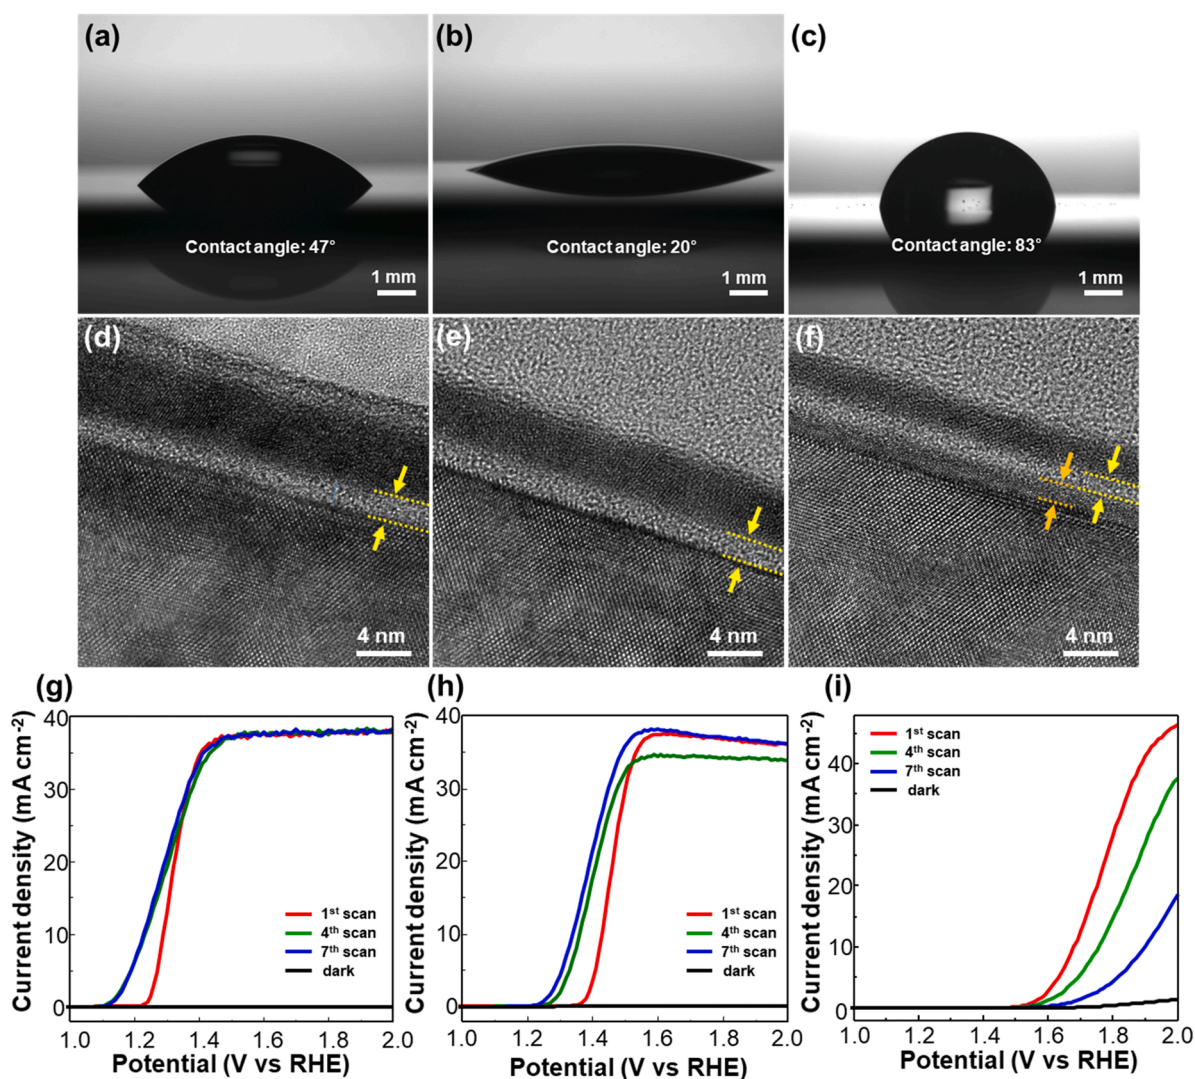 (a)
Contact angle: 47°
1 mm
(b)
Contact angle: 20°
1 mm
(c)
Contact angle: 83°
1 mm
(d)
4 nm
(e)
4 nm
(f)
4 nm
(g)
Current density (mA cm-2)
40
30
20
10
0
1st scan
4th scan
7th scan
dark
1.0 1.2 1.4 1.6 1.8 2.0
Potential (V vs RHE)
(h)
Current density (mA cm-2)
40
30
20
10
0
1st scan
4th scan
7th scan
dark
1.0 1.2 1.4 1.6 1.8 2.0
Potential (V vs RHE)
(i)
Current density (mA cm-2)
40
30
20
10
0
1st scan
4th scan
7th scan
dark
1.0 1.2 1.4 1.6 1.8 2.0
Potential (V vs RHE)